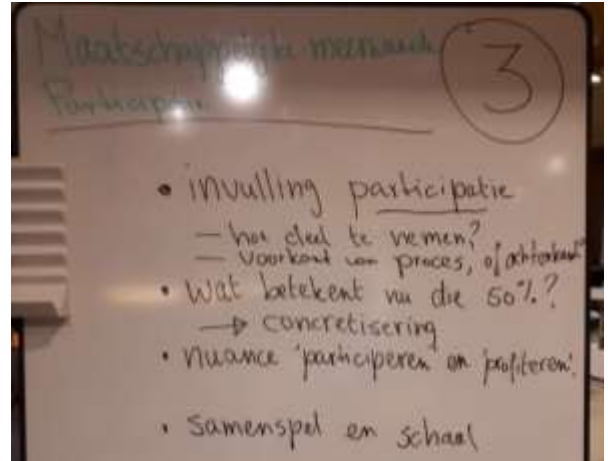 Maatschappelijke meerwaarde
Participatie
3
• invulling participatie
– hoe deel te nemen?
– voorkant van proces, of achterkant?
• wat betekent nu die 50%?
→ concretisering
• nuance 'participeren' en 'profiteren'.
• samenspel en schaal